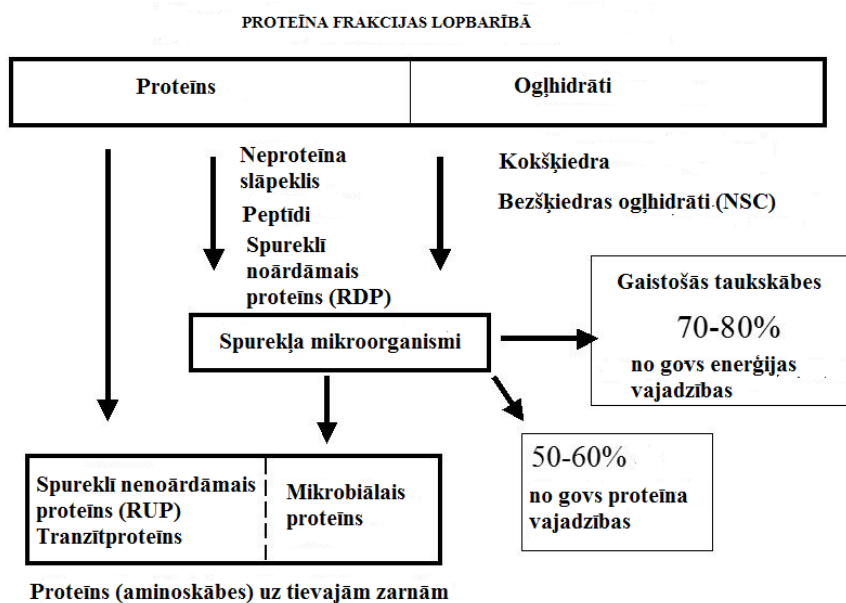 PROTEĪNA FRAKCIJAS LOPBARĪBĀ
Proteīns
Ogļhidrāti
Neproteīna
slāpeklis
Peptīdi
Spureklī
noārdāmais
proteīns (RDP)
Kokšķiedra
Bezšķiedras ogļhidrāti (NSC)
Spurekļa mikroorganismi
Gaistošās taukskābes
70-80%
no govs enerģijas
vajadzības
50-60%
no govs proteīna
vajadzības
Spureklī nenoārdāmais
proteīns (RUP)
Tranzītproteīns
Mikrobiālais
proteīns
Proteīns (aminoskābes) uz tievajām zarnām